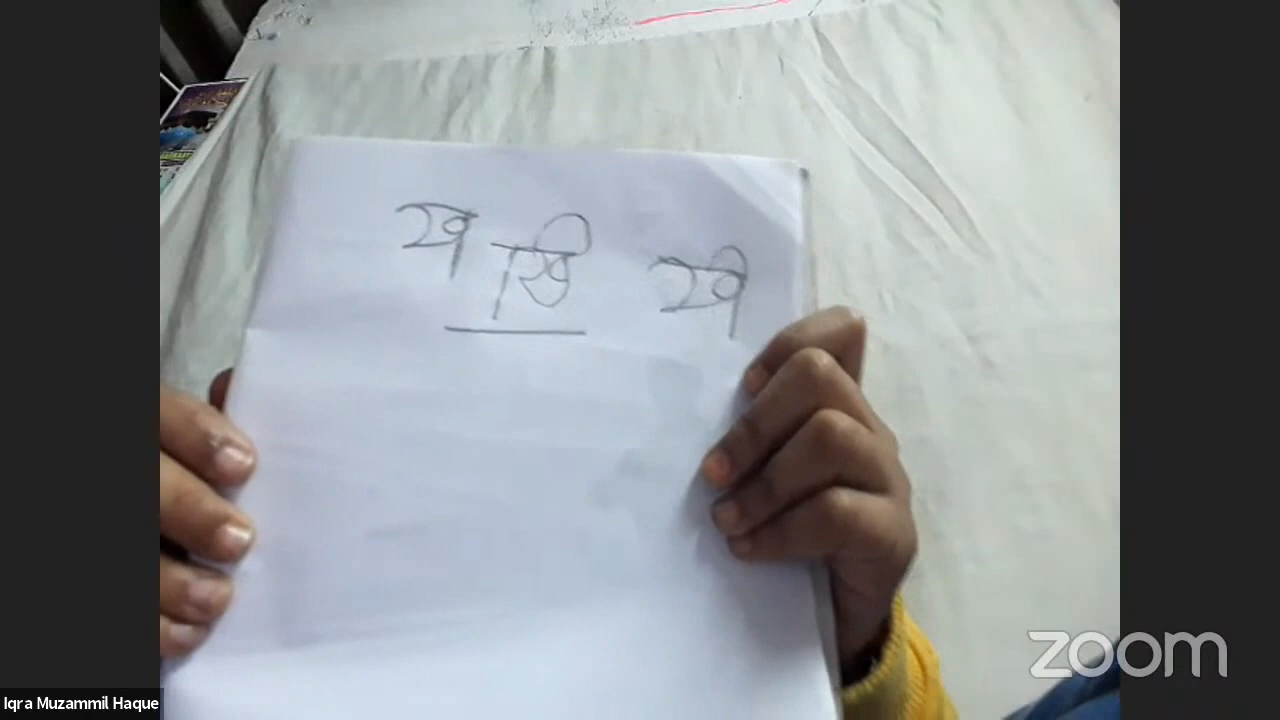 ख खि खी
Iqra Muzammil Haque
zoom